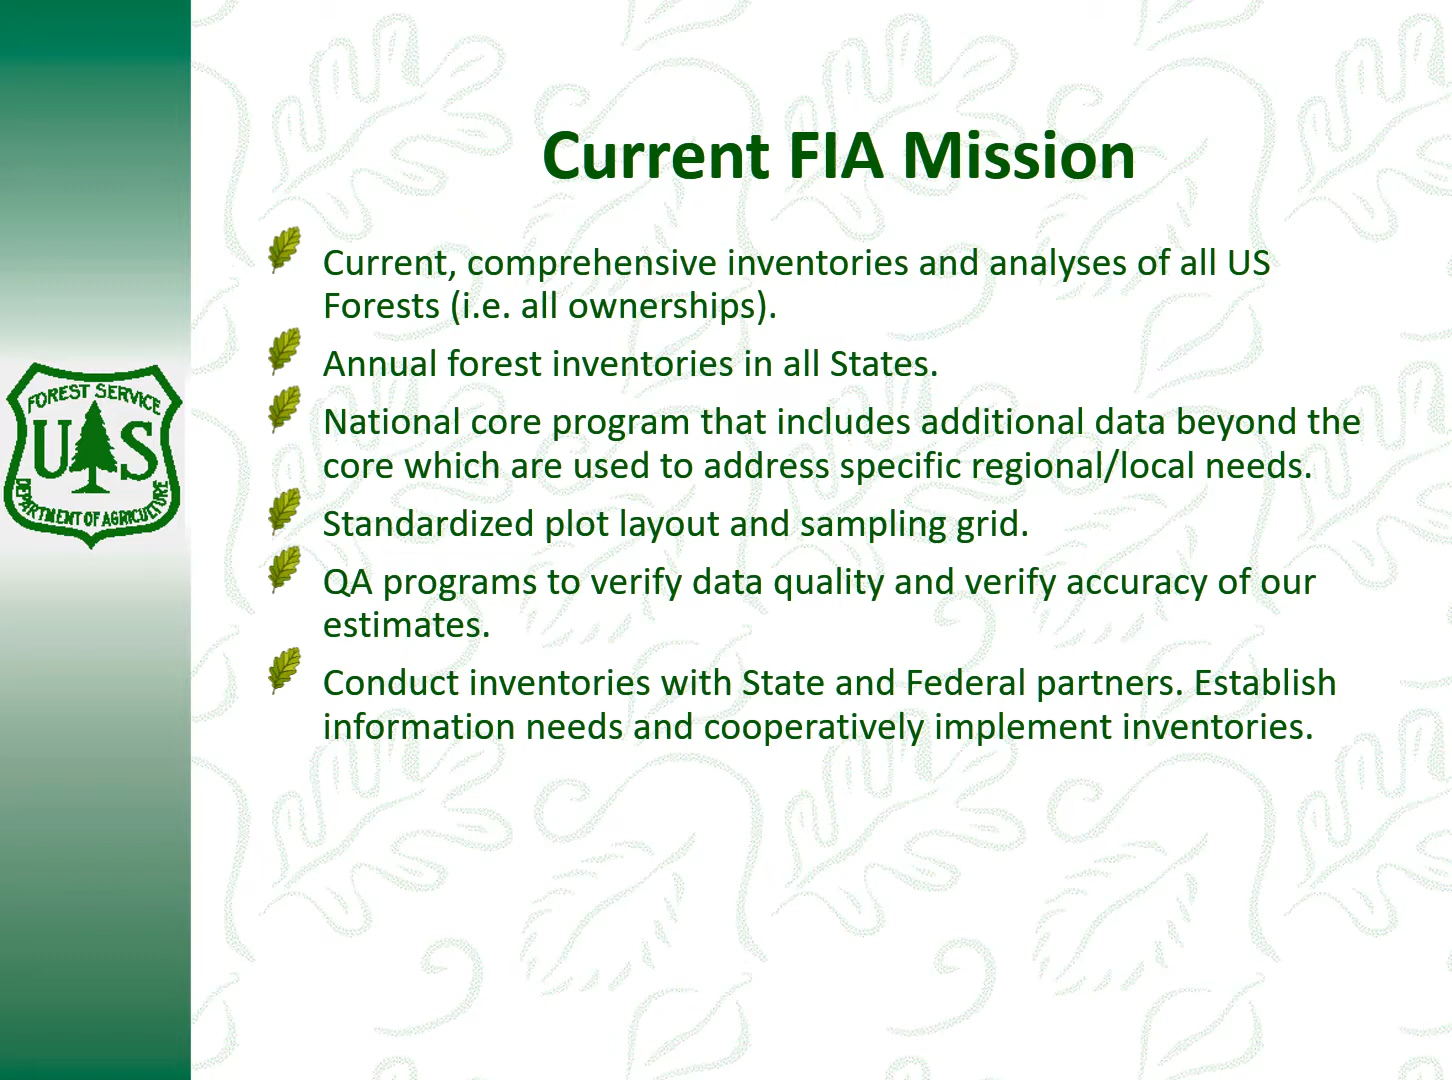 FOREST SERVICE
U S
DEPARTMENT OF AGRICULTURE
Current FIA Mission
Current, comprehensive inventories and analyses of all US
Forests (i.e. all ownerships).
Annual forest inventories in all States.
National core program that includes additional data beyond the
core which are used to address specific regional/local needs.
Standardized plot layout and sampling grid.
QA programs to verify data quality and verify accuracy of our
estimates.
Conduct inventories with State and Federal partners. Establish
information needs and cooperatively implement inventories.